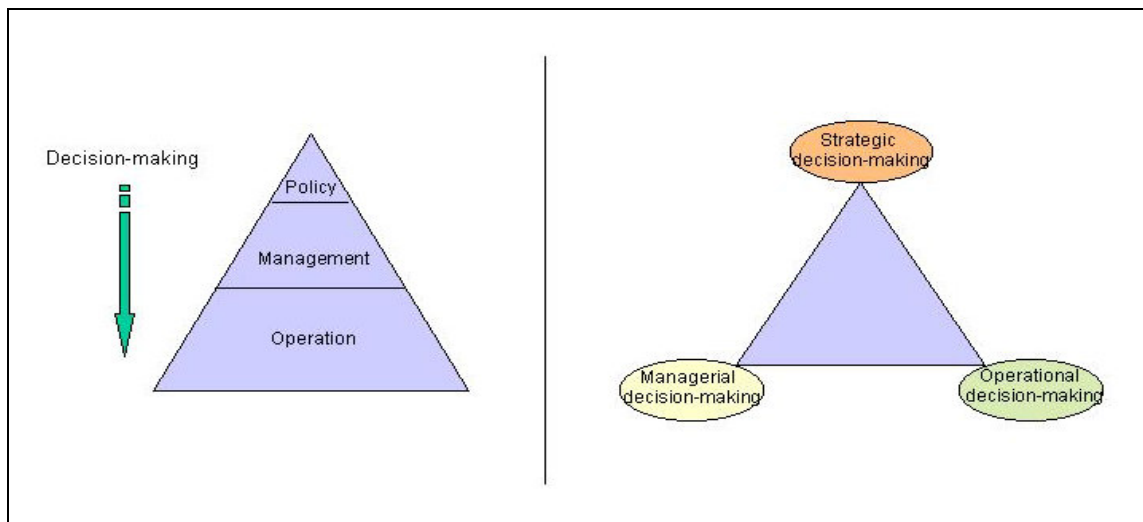 Decision-making
Policy
Management
Operation
Strategic
decision-making
Managerial
decision-making
Operational
decision-making